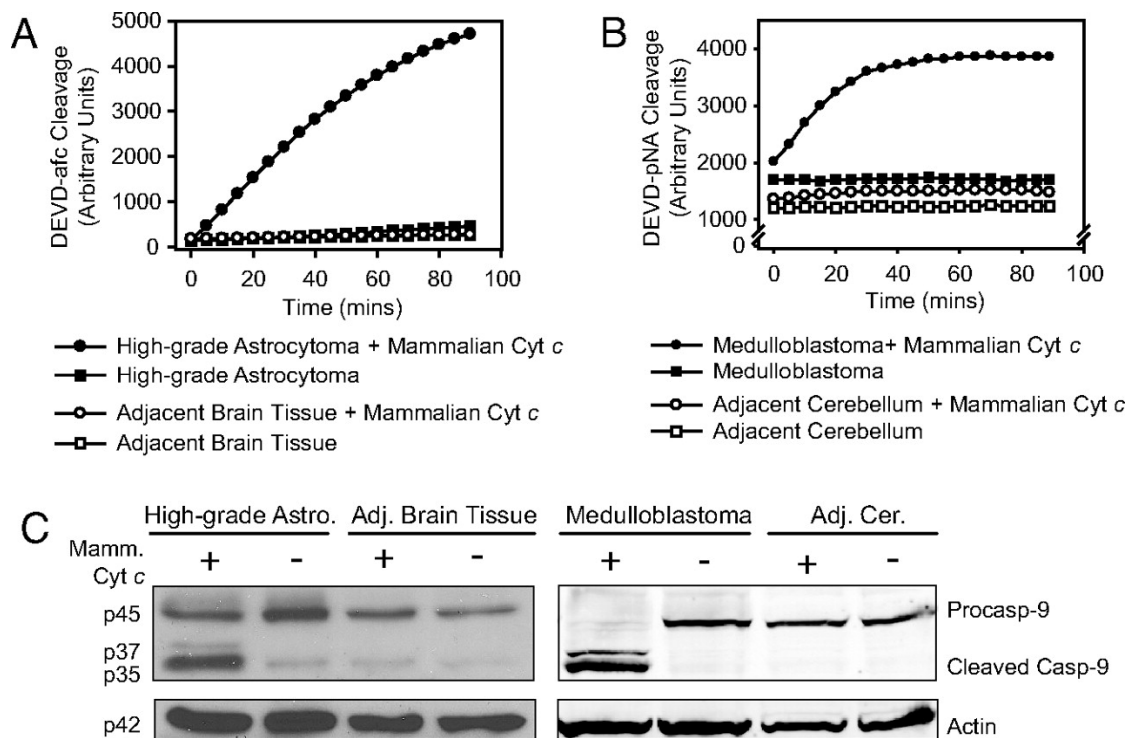 A
DEVD-afc Cleavage
(Arbitrary Units)
5000
4000
3000
2000
1000
0
0 20 40 60 80 100
Time (mins)
High-grade Astrocytoma + Mammalian Cyt c
High-grade Astrocytoma
Adjacent Brain Tissue + Mammalian Cyt c
Adjacent Brain Tissue
B
DEVD-pNA Cleavage
(Arbitrary Units)
4000
3000
2000
1000
0
0 20 40 60 80 100
Time (mins)
Medulloblastoma+ Mammalian Cyt c
Medulloblastoma
Adjacent Cerebellum + Mammalian Cyt c
Adjacent Cerebellum
C
High-grade Astro. Adj. Brain Tissue Medulloblastoma Adj. Cer.
Mamm.
Cyt c + - + - + - + -
p45 Procasp-9
p37
p35 Cleaved Casp-9
p42 Actin